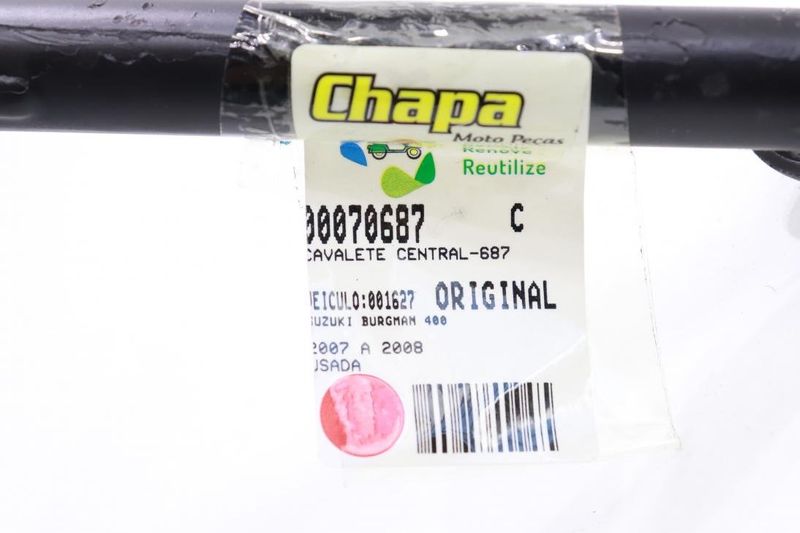 Chapa
Moto Peças
Renove
Reutilize
00070687 C
CAVALETE CENTRAL-687
VEICULO:001627 ORIGINAL
SUZUKI BURGMAN 400
2007 A 2008
USADA